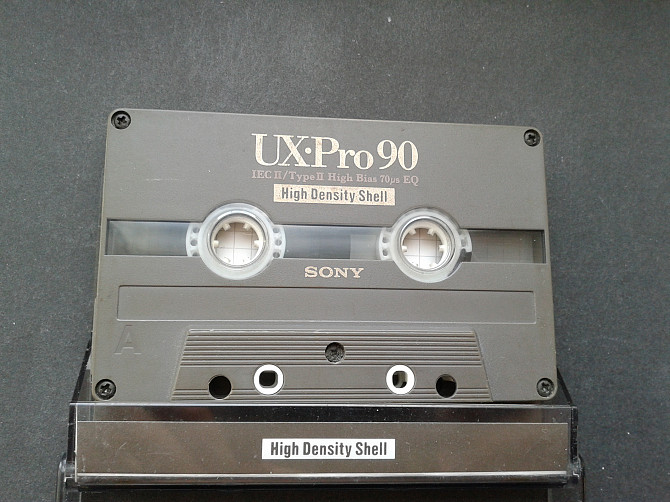 UX·Pro 90
IEC II/Type II High Bias 70μs EQ
High Density Shell
SONY
A
High Density Shell